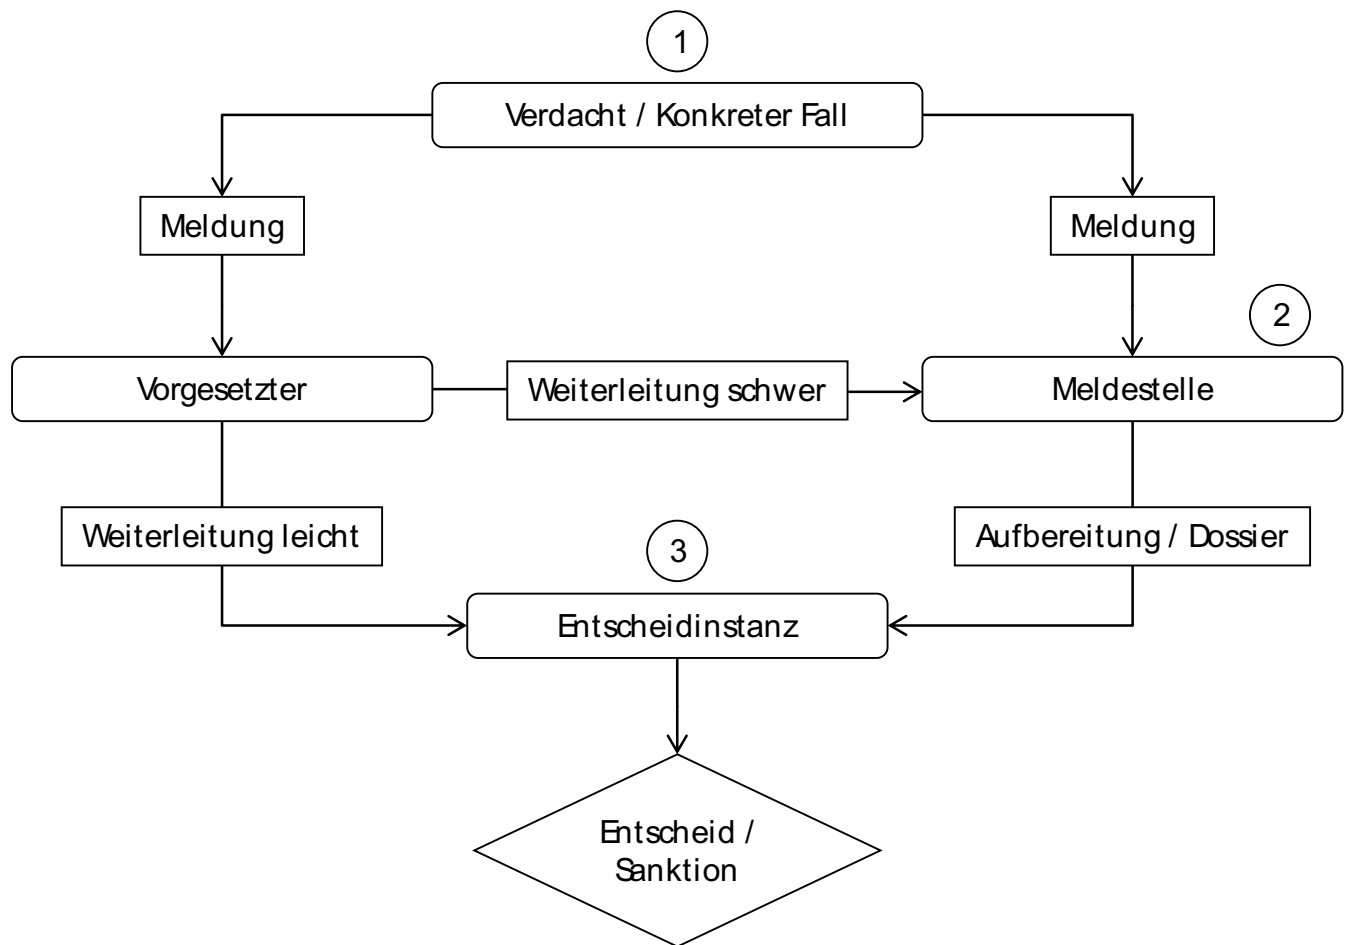 1
Verdacht / Konkreter Fall
Meldung
Meldung
2
Vorgesetzter
Weiterleitung schwer
Meldestelle
Weiterleitung leicht
Aufbereitung / Dossier
3
Entscheidinstanz
Entscheid /
Sanktion